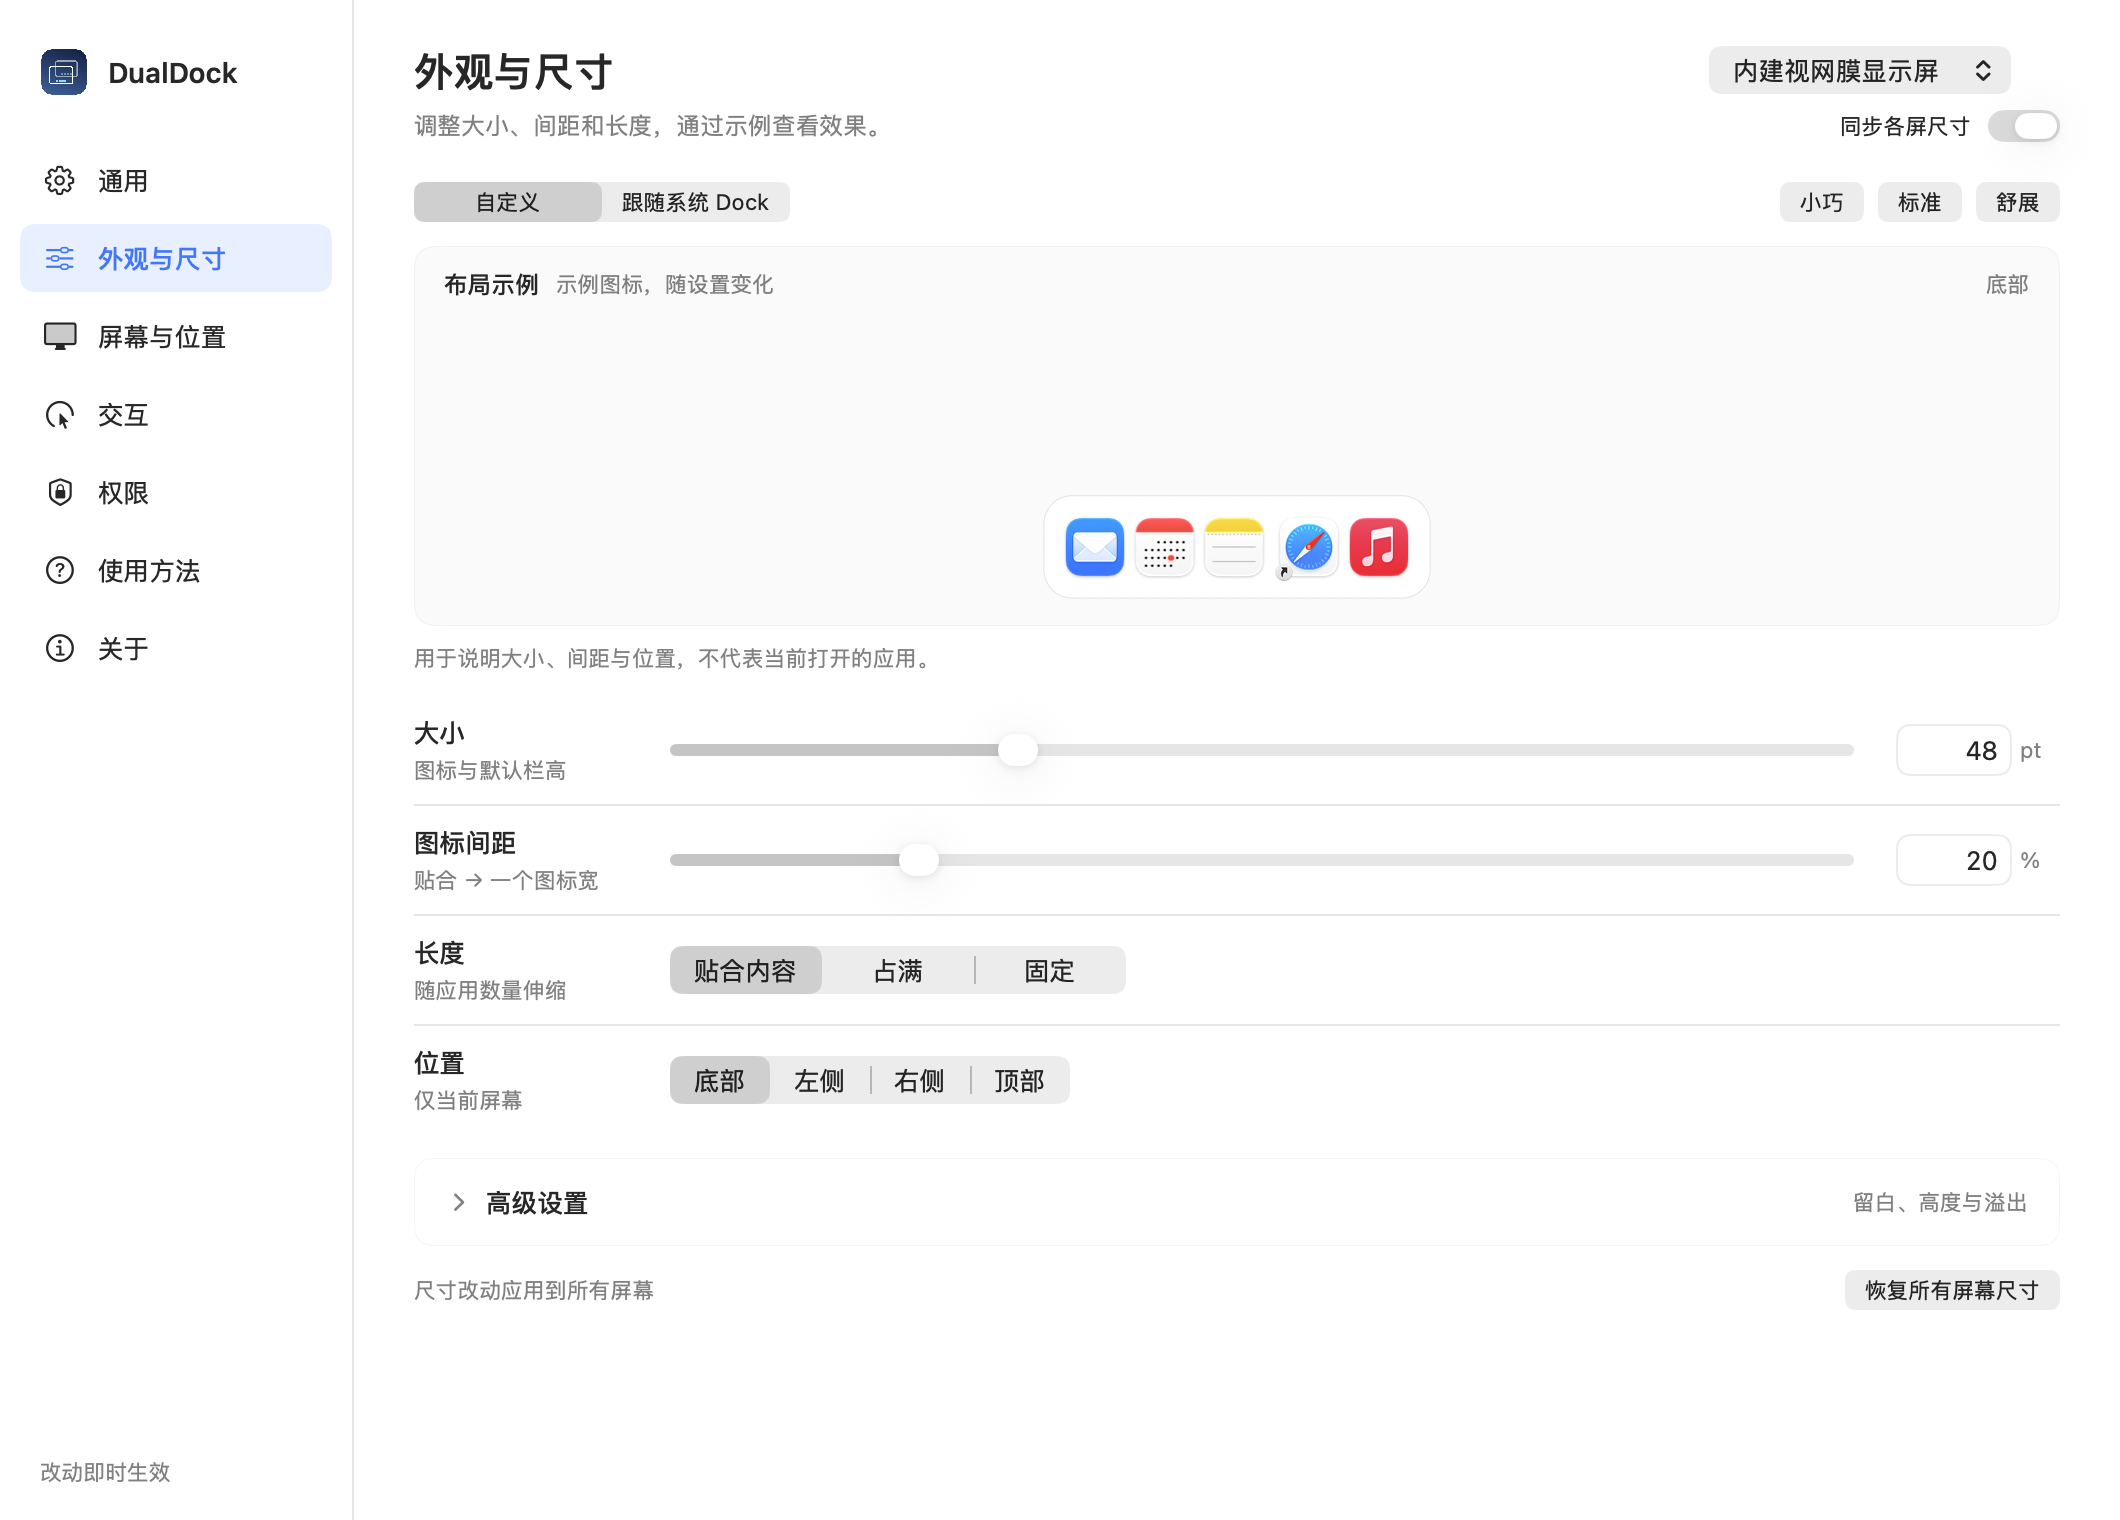 DualDock
通用
外观与尺寸
屏幕与位置
交互
权限
使用方法
关于
改动即时生效
外观与尺寸
内建视网膜显示屏
调整大小、间距和长度，通过示例查看效果。
同步各屏尺寸
自定义 跟随系统 Dock
小巧 标准 舒展
布局示例 示例图标，随设置变化 底部
用于说明大小、间距与位置，不代表当前打开的应用。
大小
图标与默认栏高
48 pt
图标间距
贴合 → 一个图标宽
20 %
长度
随应用数量伸缩
贴合内容 占满 固定
位置
仅当前屏幕
底部 左侧 右侧 顶部
高级设置 留白、高度与溢出
尺寸改动应用到所有屏幕 恢复所有屏幕尺寸